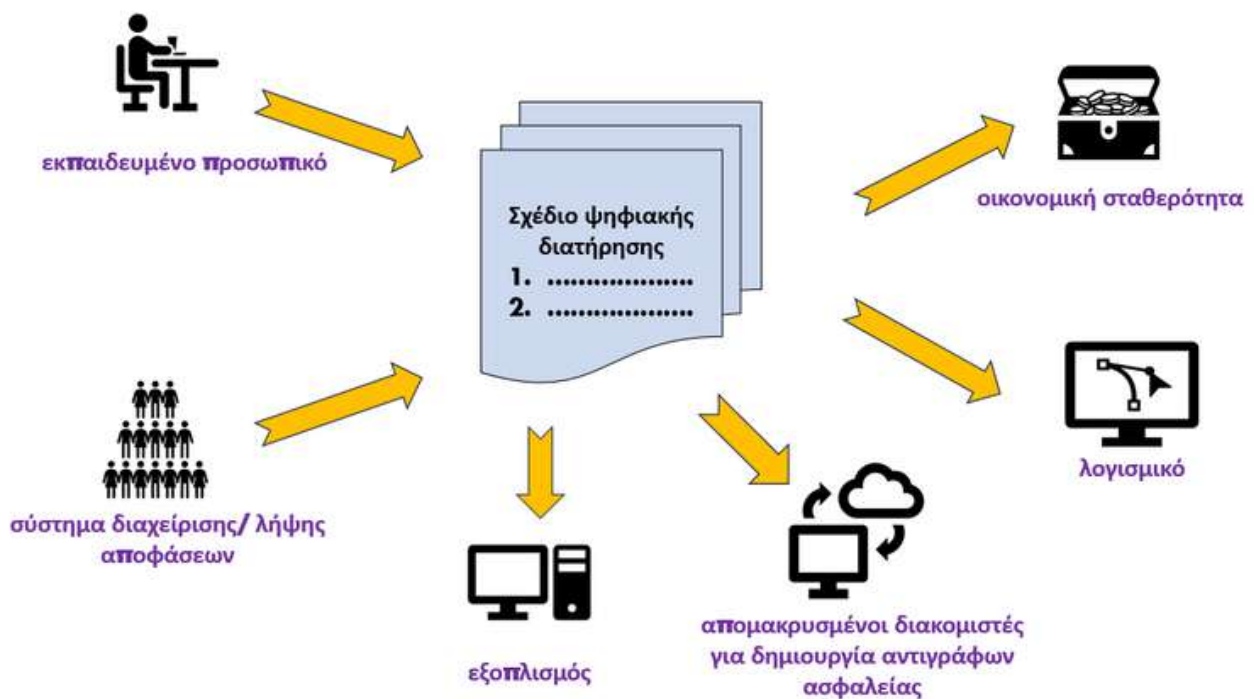 εκπαιδευμένο προσωπικό
Σχέδιο ψηφιακής
διατήρησης
1. ...................
2. ...................
οικονομική σταθερότητα
σύστημα διαχείρισης/ λήψης
αποφάσεων
εξοπλισμός
απομακρυσμένοι διακομιστές
για δημιουργία αντιγράφων
ασφαλείας
λογισμικό